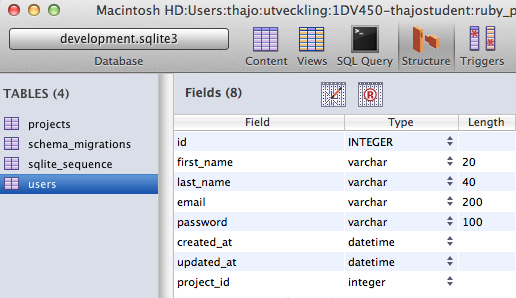 Macintosh HD:Users:thajo:utveckling:1DV450-thajostudent:ruby_p
development.sqlite3
Database
Content
Views
SQL Query
Structure
Triggers
TABLES (4)
projects
schema_migrations
sqlite_sequence
users
Fields (8)
R
Field Type Length
id INTEGER
first_name varchar 20
last_name varchar 40
email varchar 200
password varchar 100
created_at datetime
updated_at datetime
project_id integer